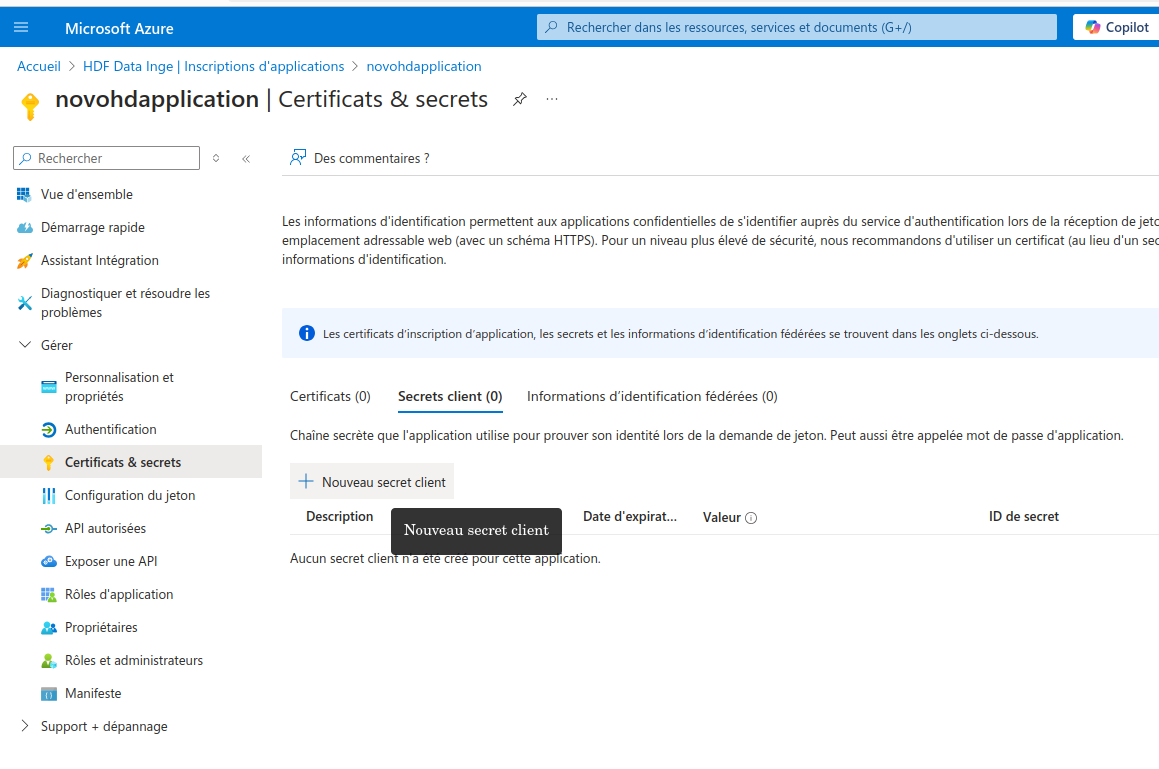 Microsoft Azure
Rechercher dans les ressources, services et documents (G+/)
Copilot
Accueil > HDF Data Inge | Inscriptions d'applications > novohdapplication
novohdapplication | Certificats & secrets
Rechercher
Des commentaires ?
Vue d'ensemble
Démarrage rapide
Assistant Intégration
Diagnostiquer et résoudre les
problèmes
Gérer
Personnalisation et
propriétés
Authentification
Certificats & secrets
Configuration du jeton
API autorisées
Exposer une API
Rôles d'application
Propriétaires
Rôles et administrateurs
Manifeste
Support + dépannage
Les informations d'identification permettent aux applications confidentielles de s'identifier auprès du service d'authentification lors de la réception de jeto
emplacement adressable web (avec un schéma HTTPS). Pour un niveau plus élevé de sécurité, nous recommandons d'utiliser un certificat (au lieu d'un sec
informations d'identification.
Les certificats d’inscription d’application, les secrets et les informations d’identification fédérées se trouvent dans les onglets ci-dessous.
Certificats (0)
Secrets client (0)
Informations d’identification fédérées (0)
Chaîne secrète que l'application utilise pour prouver son identité lors de la demande de jeton. Peut aussi être appelée mot de passe d'application.
Nouveau secret client
Description
Date d'expirat...
Valeur
ID de secret
Nouveau secret client
Aucun secret client n'a été créé pour cette application.